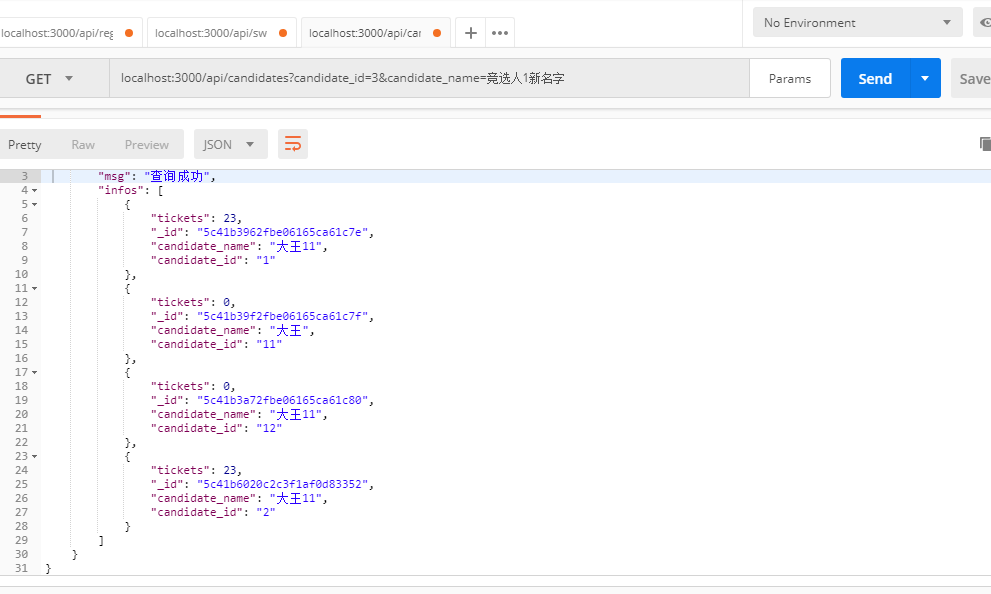 localhost:3000/api/reg
localhost:3000/api/sw
localhost:3000/api/car
+
•••
No Environment
GET
localhost:3000/api/candidates?candidate_id=3&candidate_name=竞选人1新名字
Params
Send
Save
Pretty
Raw
Preview
JSON
3 "msg": "查询成功",
4 "infos": [
5 {
6 "tickets": 23,
7 "_id": "5c41b3962fbe06165ca61c7e",
8 "candidate_name": "大王11",
9 "candidate_id": "1"
10 },
11 {
12 "tickets": 0,
13 "_id": "5c41b39f2fbe06165ca61c7f",
14 "candidate_name": "大王",
15 "candidate_id": "11"
16 },
17 {
18 "tickets": 0,
19 "_id": "5c41b3a72fbe06165ca61c80",
20 "candidate_name": "大王11",
21 "candidate_id": "12"
22 },
23 {
24 "tickets": 23,
25 "_id": "5c41b6020c2c3f1af0d83352",
26 "candidate_name": "大王11",
27 "candidate_id": "2"
28 }
29 ]
30 }
31 }